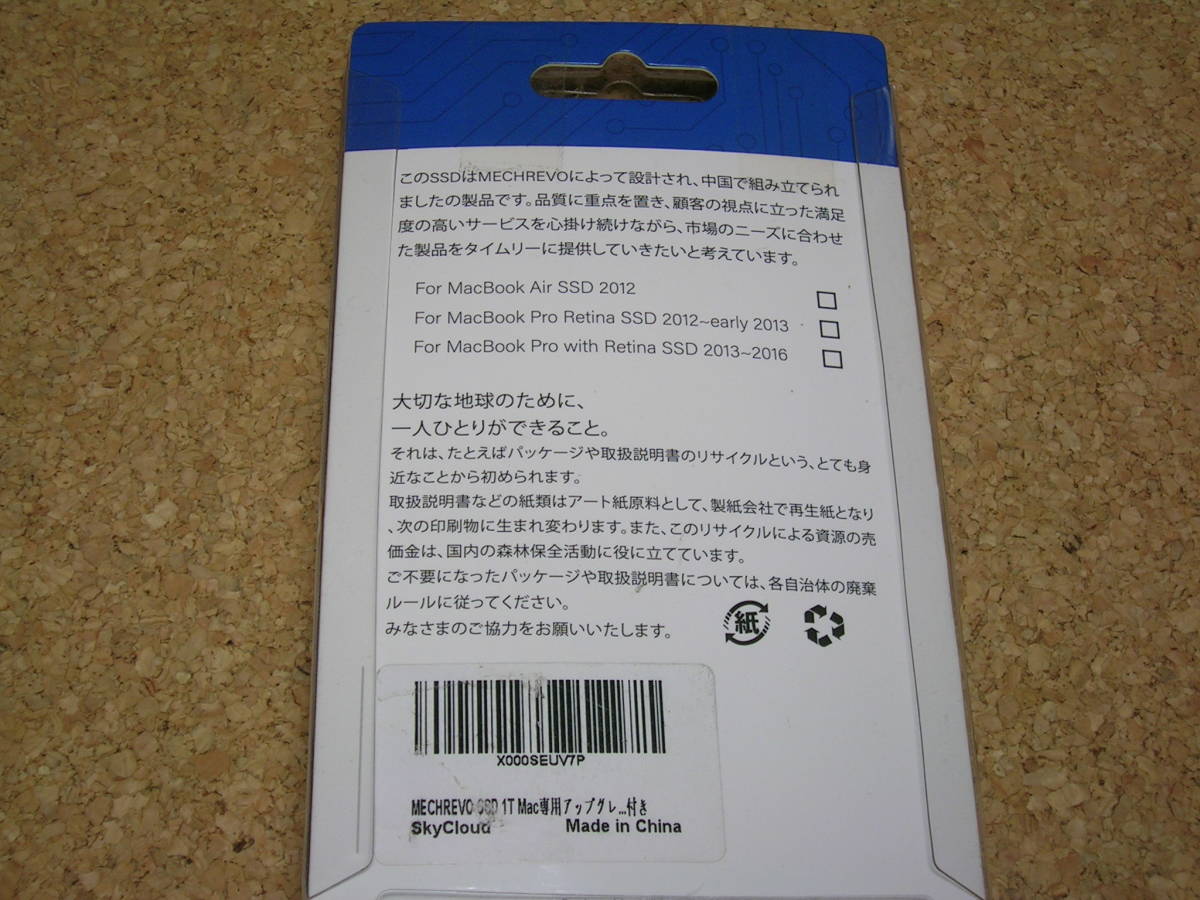 このSSDはMECHREVOによって設計され、中国で組み立てられ
ましたの製品です。品質に重点を置き、顧客の視点に立った満足
度の高いサービスを心掛け続けながら、市場のニーズに合わせ
た製品をタイムリーに提供していきたいと考えています。
For MacBook Air SSD 2012
For MacBook Pro Retina SSD 2012~early 2013
For MacBook Pro with Retina SSD 2013~2016
大切な地球のために、
一人ひとりができること。
それは、たとえばパッケージや取扱説明書のリサイクルという、とても身
近なことから初められます。
取扱説明書などの紙類はアート紙原料として、製紙会社で再生紙となり
、次の印刷物に生まれ変わります。また、このリサイクルによる資源の売
価金は、国内の森林保全活動に役に立てています。
ご不要になったパッケージや取扱説明書については、各自治体の廃棄
ルールに従ってください。
みなさまのご協力をお願いいたします。
紙
X000SEUV7P
MECHREVO SSD 1T Mac専用アップグレ...付き
SkyCloud Made in China